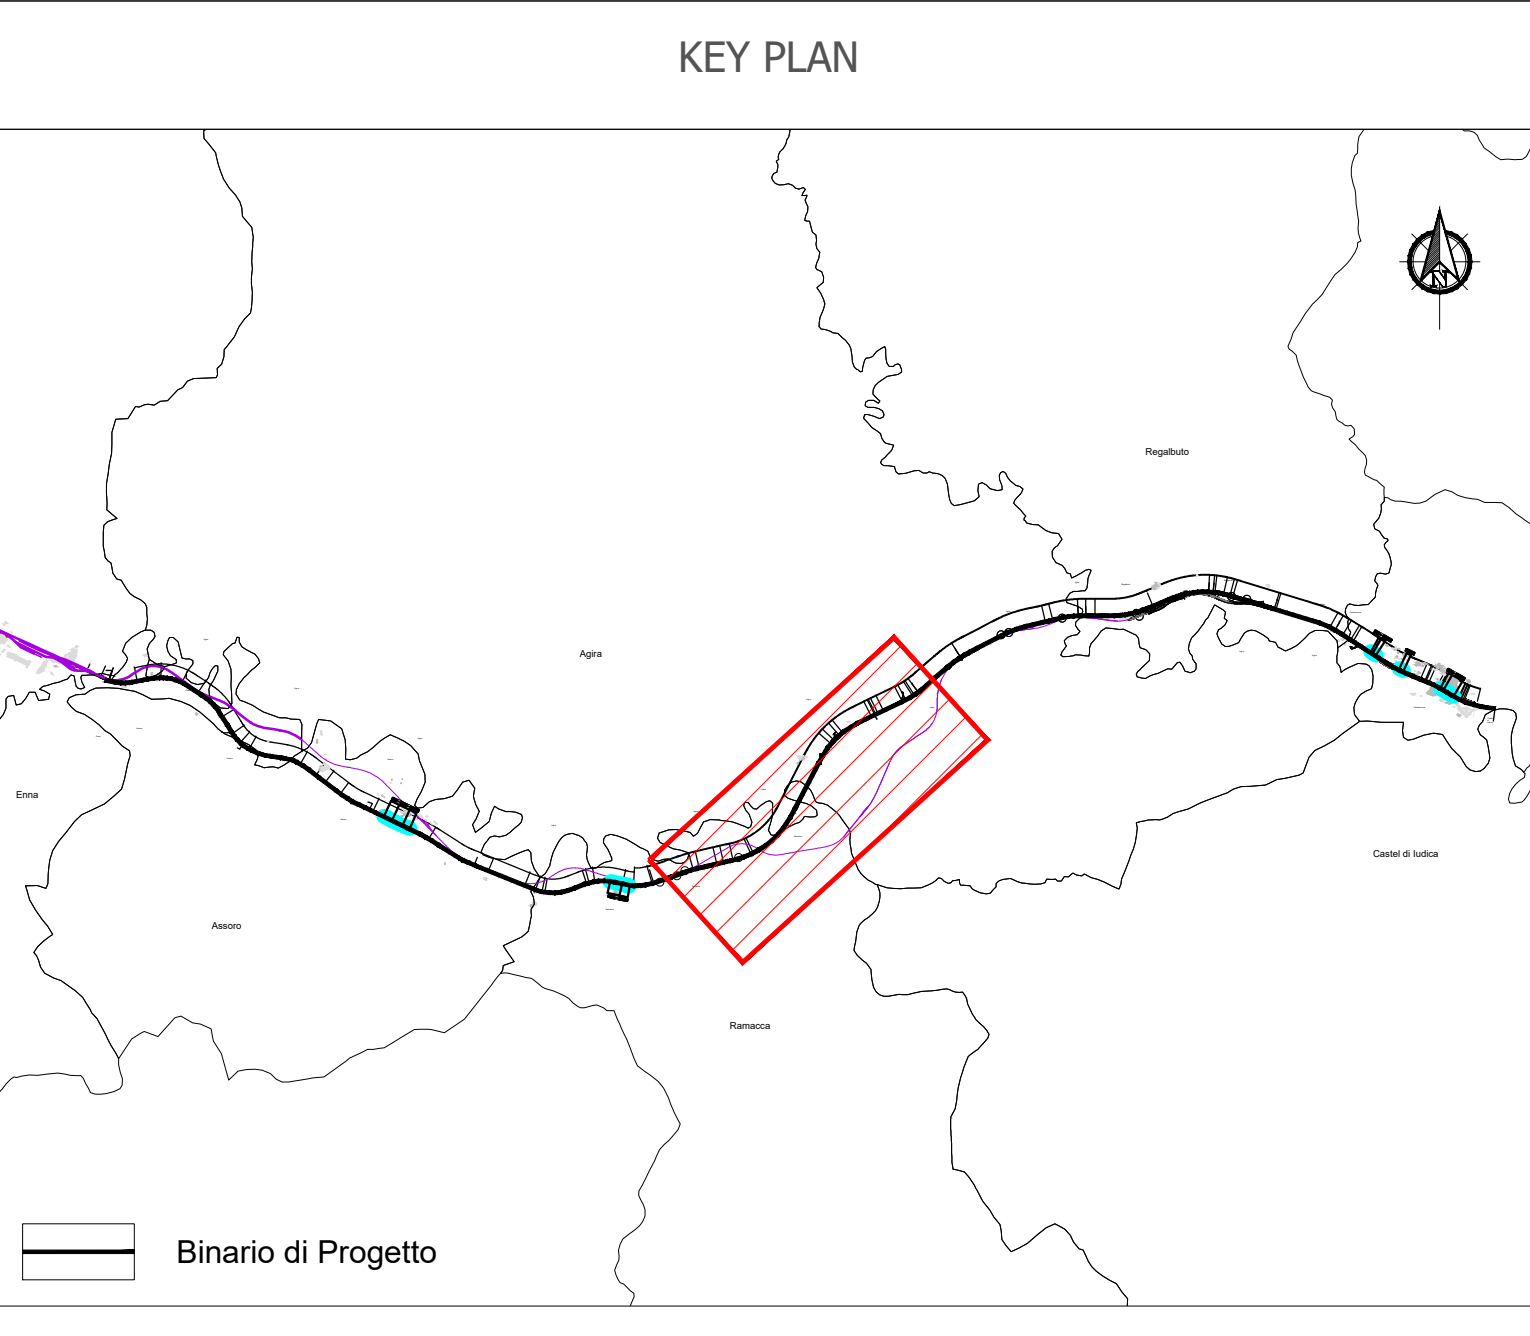 KEY PLAN
N
Regalbuto
Agira
Enna
Castel di Iudica
Assoro
Ramacca
Binario di Progetto